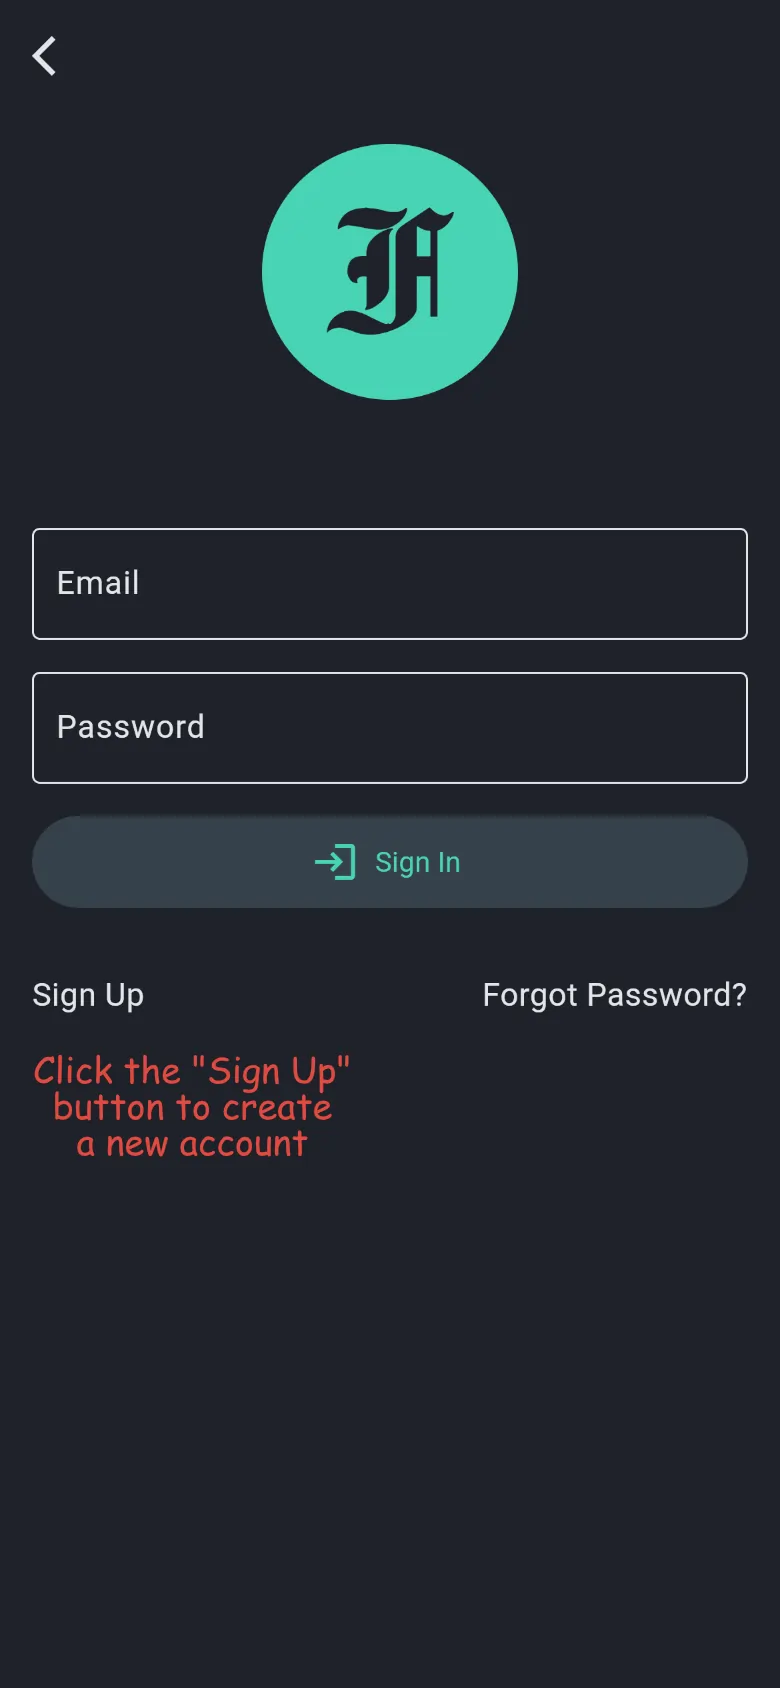 Email
Password
Sign In
Sign Up
Forgot Password?
Click the "Sign Up"
button to create
a new account